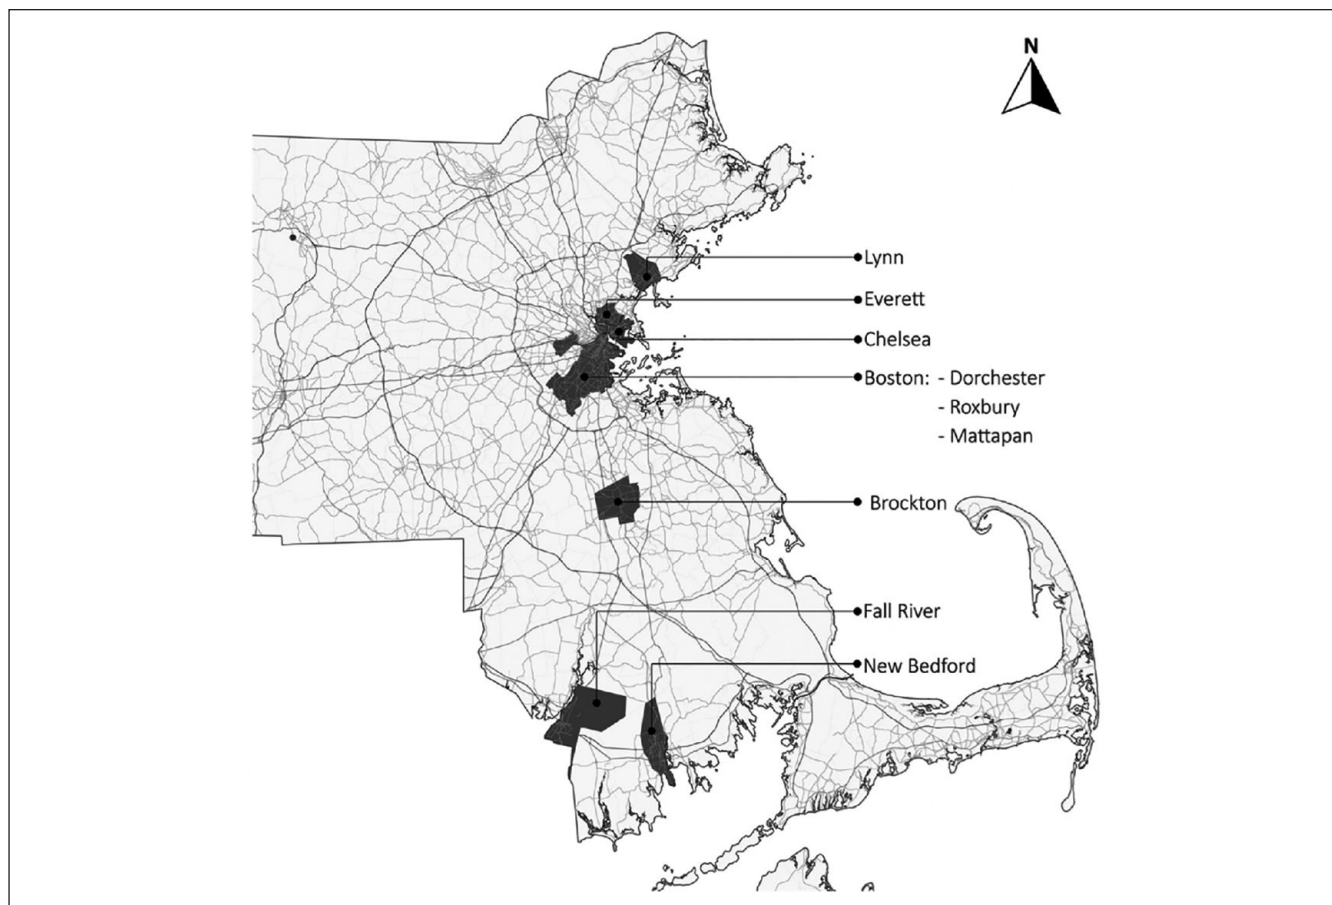 N
Lynn
Everett
Chelsea
Boston: - Dorchester
- Roxbury
- Mattapan
Brockton
Fall River
New Bedford